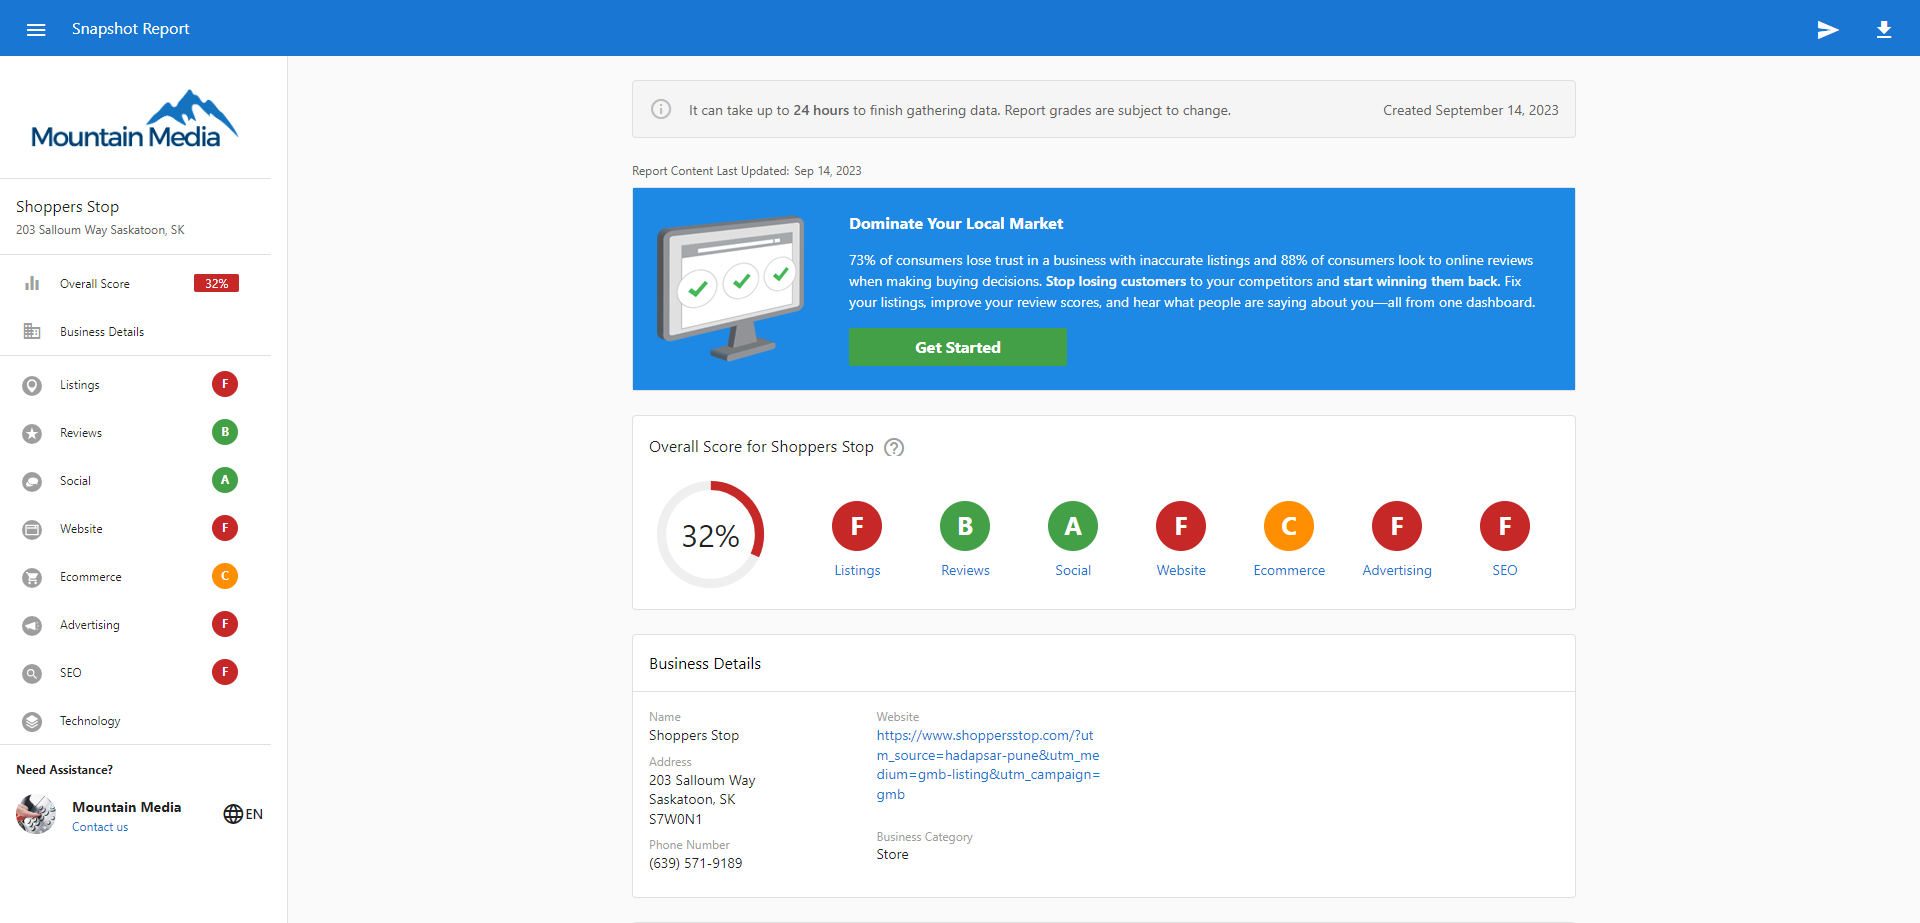 Snapshot Report
Mountain Media
Shoppers Stop
203 Salloum Way Saskatoon, SK
Overall Score 32%
Business Details
Listings F
Reviews B
Social A
Website F
Ecommerce C
Advertising F
SEO F
Technology
Need Assistance?
Mountain Media
Contact us
EN
It can take up to 24 hours to finish gathering data. Report grades are subject to change. Created September 14, 2023
Report Content Last Updated: Sep 14, 2023
Dominate Your Local Market
73% of consumers lose trust in a business with inaccurate listings and 88% of consumers look to online reviews
when making buying decisions. Stop losing customers to your competitors and start winning them back. Fix
your listings, improve your review scores, and hear what people are saying about you—all from one dashboard.
Get Started
Overall Score for Shoppers Stop
32%
F B A F C F F
Listings Reviews Social Website Ecommerce Advertising SEO
Business Details
Name
Shoppers Stop
Address
203 Salloum Way
Saskatoon, SK
S7W0N1
Phone Number
(639) 571-9189
Website
https://www.shoppersstop.com/?ut
m_source=hadapsar-pune&utm_me
dium=gmb-listing&utm_campaign=
gmb
Business Category
Store